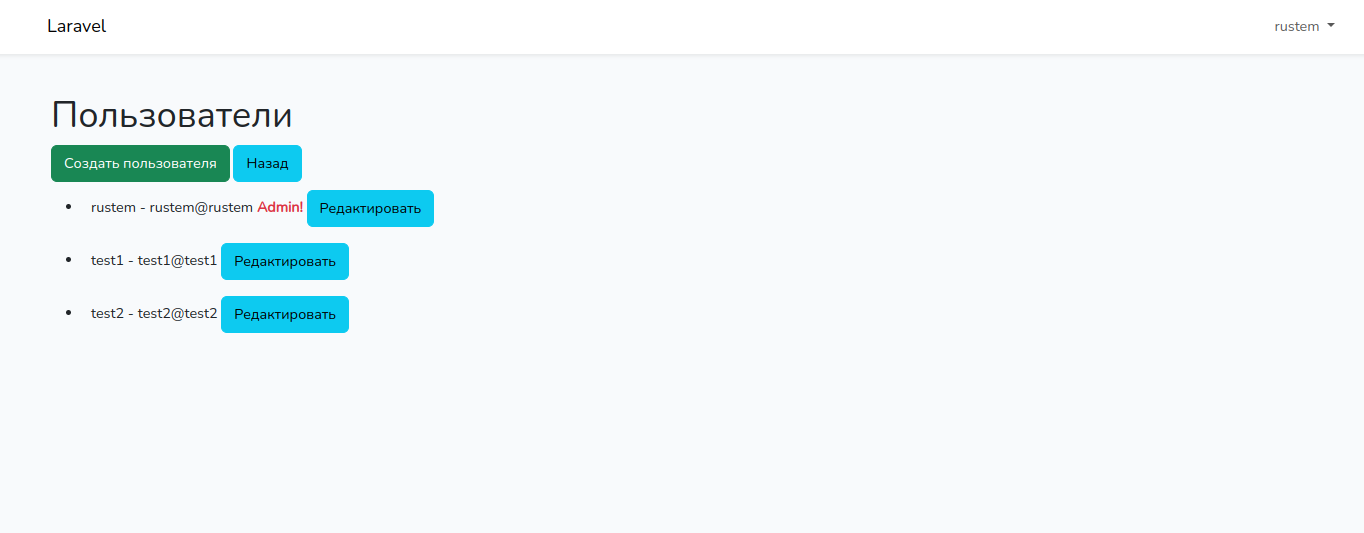 Laravel rustem
Пользователи
Создать пользователя Назад
rustem - rustem@rustem Admin! Редактировать
test1 - test1@test1 Редактировать
test2 - test2@test2 Редактировать